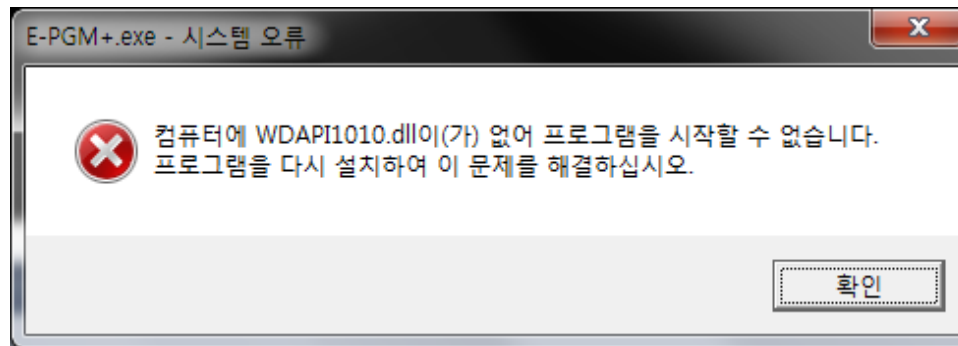 E-PGM+.exe - 시스템 오류
컴퓨터에 WDAPI1010.dll이(가) 없어 프로그램을 시작할 수 없습니다.
프로그램을 다시 설치하여 이 문제를 해결하십시오.
확인